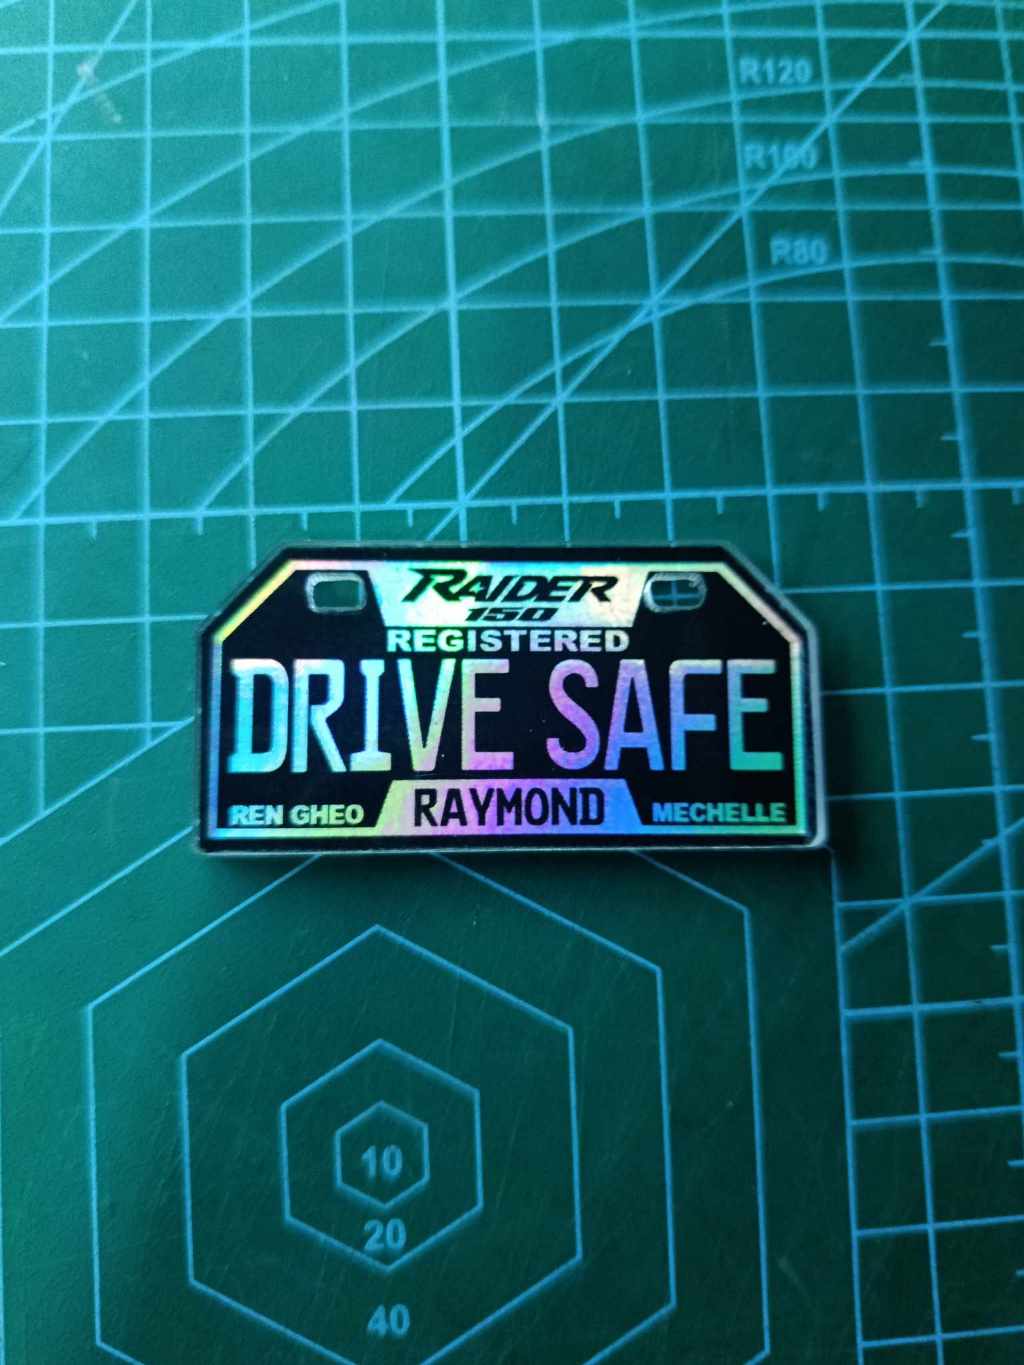 R120
R100
R80
RAIDER
150
REGISTERED
DRIVE SAFE
REN GHEO RAYMOND MECHELLE
10
20
40